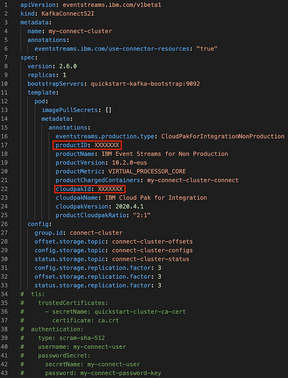 1 apiVersion: eventstreams.ibm.com/v1beta1
2 kind: KafkaConnectS2I
3 metadata:
4 name: my-connect-cluster
5 annotations:
6 eventstreams.ibm.com/use-connector-resources: "true"
7 spec:
8 version: 2.6.0
9 replicas: 1
10 bootstrapServers: quickstart-kafka-bootstrap:9092
11 template:
12 pod:
13 imagePullSecrets: []
14 metadata:
15 annotations:
16 eventstreams.production.type: CloudPakForIntegrationNonProduction
17 productID: XXXXXXX
18 productName: IBM Event Streams for Non Production
19 productVersion: 10.2.0-eus
20 productMetric: VIRTUAL_PROCESSOR_CORE
21 productChargedContainers: my-connect-cluster-connect
22 cloudpakId: XXXXXXX
23 cloudpakName: IBM Cloud Pak for Integration
24 cloudpakVersion: 2020.4.1
25 productCloudpakRatio: "2:1"
26 config:
27 group.id: connect-cluster
28 offset.storage.topic: connect-cluster-offsets
29 config.storage.topic: connect-cluster-configs
30 status.storage.topic: connect-cluster-status
31 config.storage.replication.factor: 3
32 offset.storage.replication.factor: 3
33 status.storage.replication.factor: 3
34 # tls:
35 # trustedCertificates:
36 # - secretName: quickstart-cluster-ca-cert
37 # certificate: ca.crt
38 # authentication:
39 # type: scram-sha-512
40 # username: my-connect-user
41 # passwordSecret:
42 # secretName: my-connect-user
43 # password: my-connect-password-key